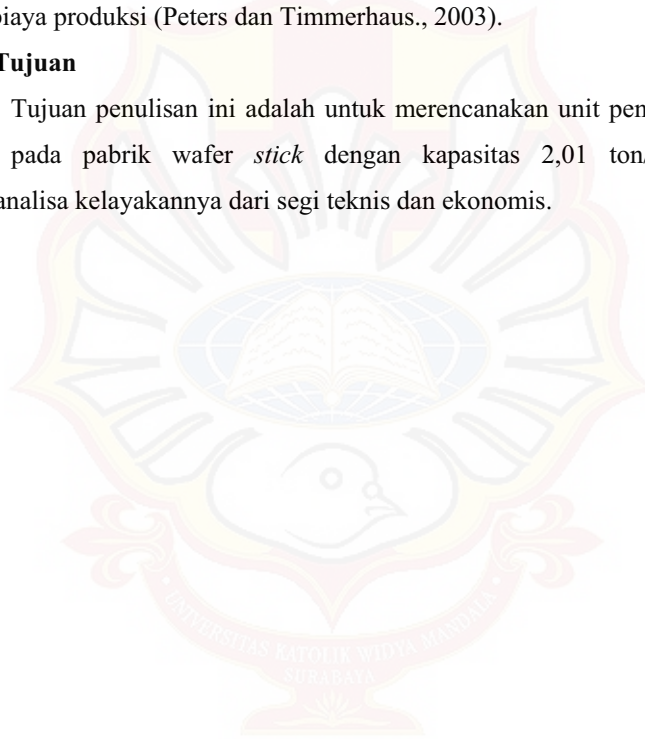 biaya produksi (Peters dan Timmerhaus., 2003).
Tujuan
Tujuan penulisan ini adalah untuk merencanakan unit pen
pada pabrik wafer stick dengan kapasitas 2,01 ton/
analisa kelayakannya dari segi teknis dan ekonomis.
UNIVERSITAS KATOLIK WIDYA MANDALA
SURABAYA